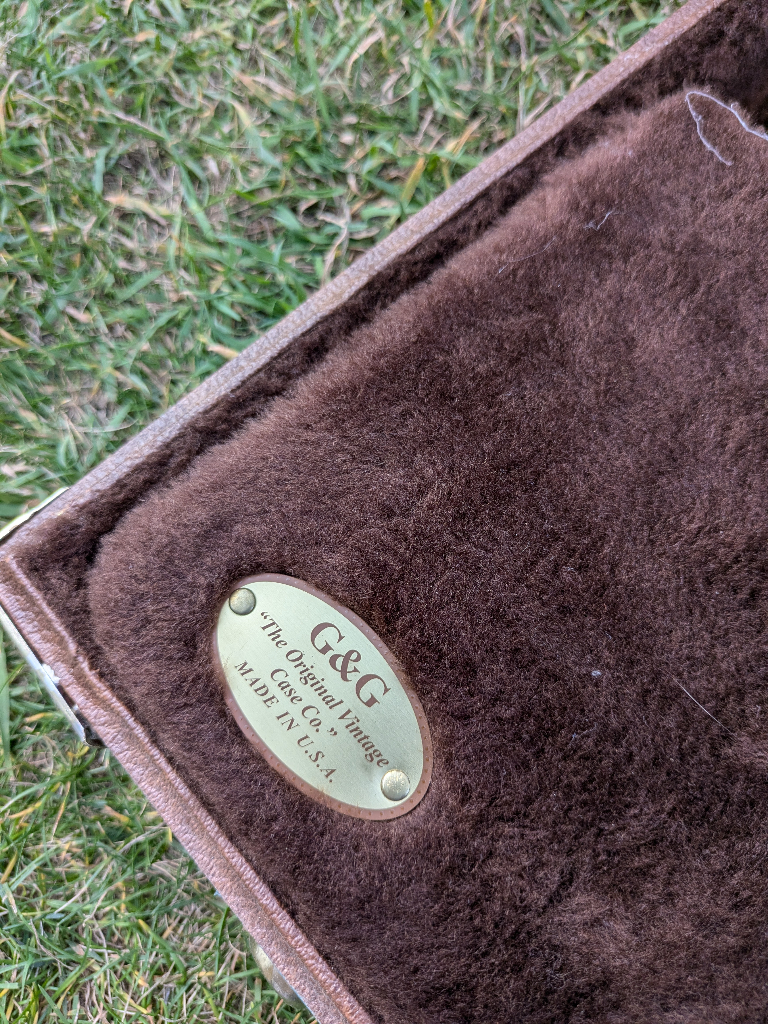 G&G
“The Original Vintage
Case Co.”
MADE IN U.S.A.